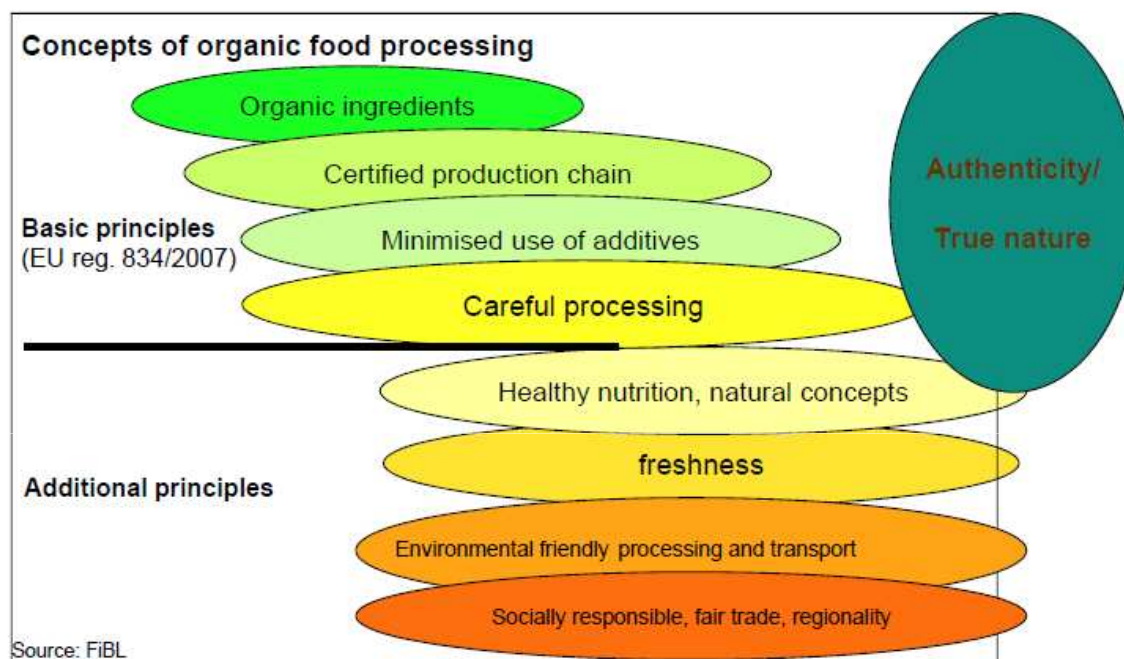 Concepts of organic food processing
Organic ingredients
Certified production chain
Authenticity/
True nature
Basic principles
(EU reg. 834/2007)
Minimised use of additives
Careful processing
Healthy nutrition, natural concepts
freshness
Additional principles
Environmental friendly processing and transport
Socially responsible, fair trade, regionality
Source: FiBL